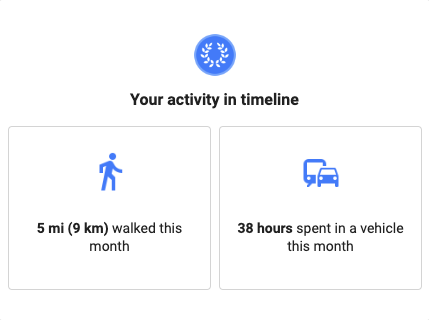 Your activity in timeline
5 mi (9 km) walked this
month
38 hours spent in a vehicle
this month